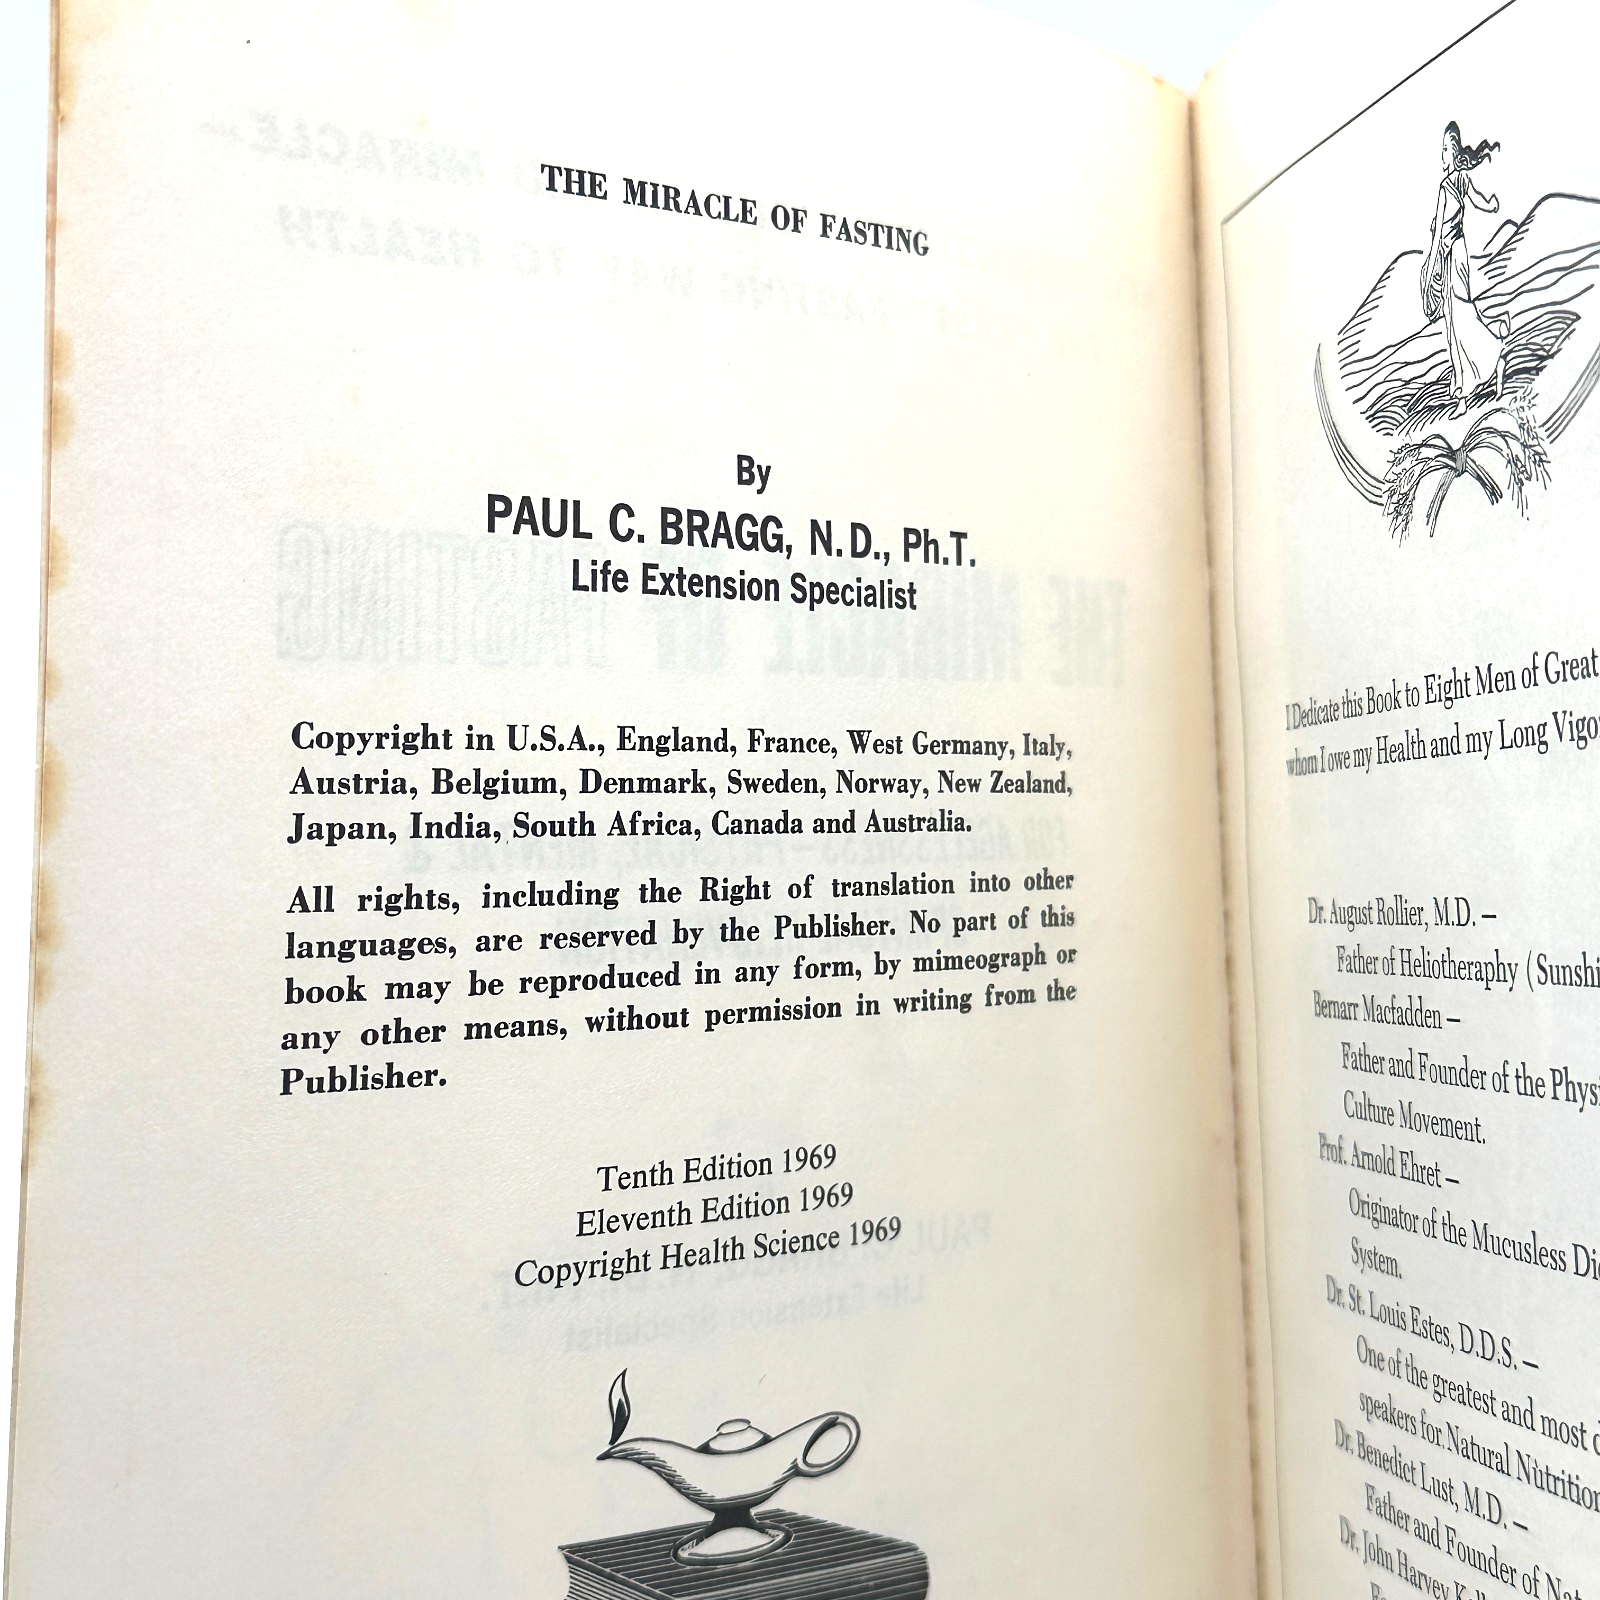 THE MIRACLE OF FASTING
By
PAUL C. BRAGG, N.D., Ph.T.
Life Extension Specialist
Copyright in U.S.A., England, France, West Germany, Italy,
Austria, Belgium, Denmark, Sweden, Norway, New Zealand,
Japan, India, South Africa, Canada and Australia.
All rights, including the Right of translation into other
languages, are reserved by the Publisher. No part of this
book may be reproduced in any form, by mimeograph or
any other means, without permission in writing from the
Publisher.
Tenth Edition 1969
Eleventh Edition 1969
Copyright Health Science 1969
I Dedicate this Book to Eight Men of Great
whom I owe my Health and my Long Vigo
Dr. August Rollier, M.D. —
Father of Heliotheraphy (Sunshi
Bernarr Macfadden —
Father and Founder of the Physi
Culture Movement.
Prof. Arnold Ehret —
Originator of the Mucusless Di
System.
Dr. St. Louis Estes, D.D.S. —
One of the greatest and most
speakers for Natural Nutrition
Dr. Benedict Lust, M.D. —
Father and Founder of Nat
Dr. John Harvey